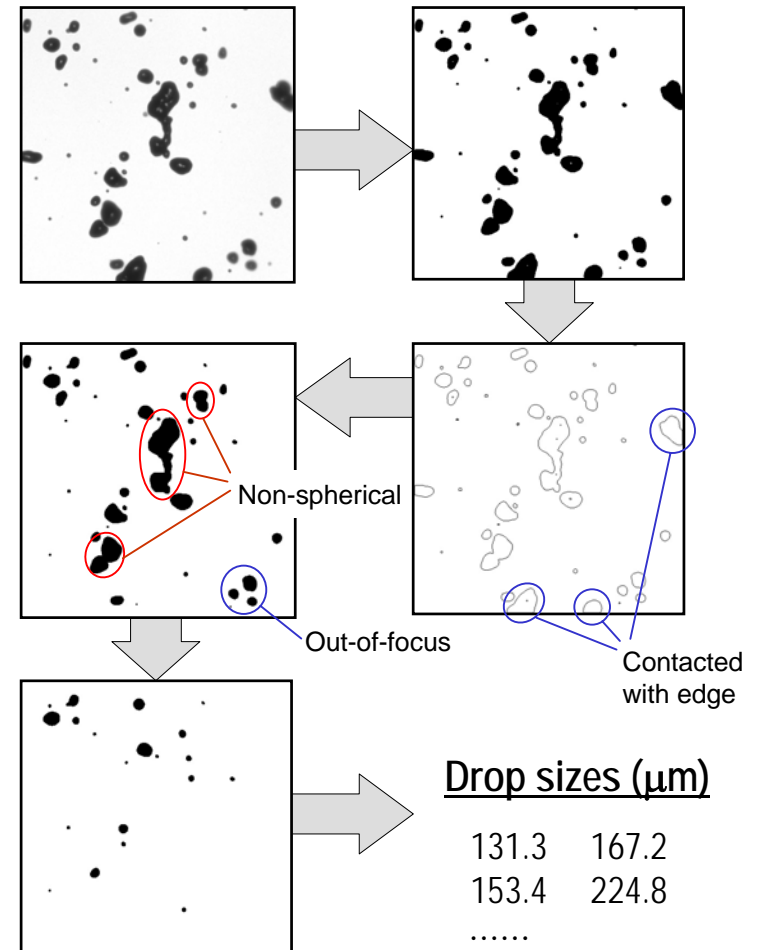 Non-spherical
Out-of-focus
Contacted
with edge
Drop sizes (μm)
131.3 167.2
153.4 224.8
......